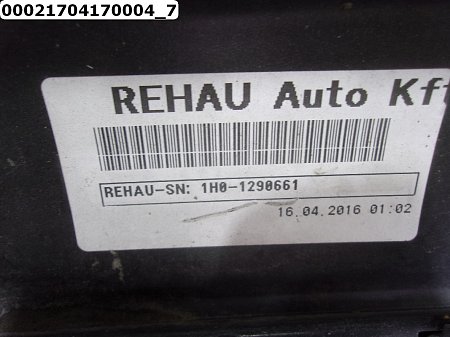 00021704170004_7
REHAU Auto Kft
REHAU-SN: 1H0-1290661
16.04.2016 01:02